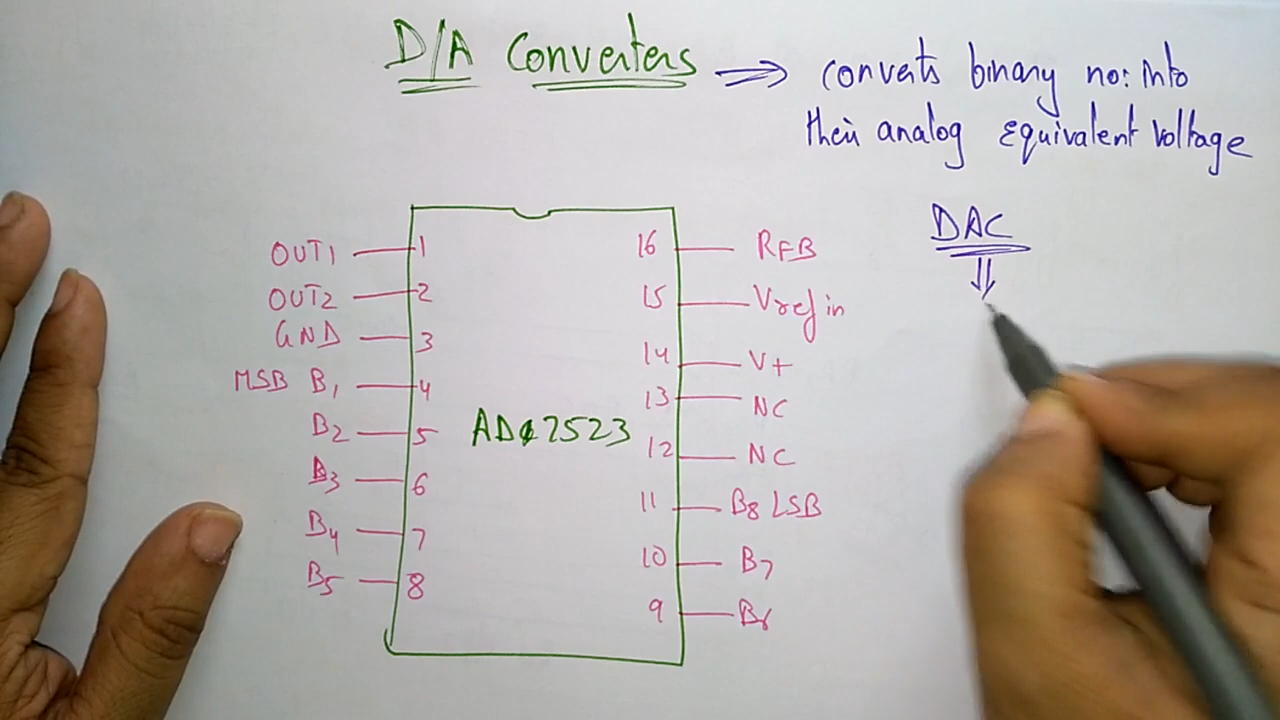 D/A Converters ⇒ converts binary no: into
their analog equivalent voltage
DAC
⇓
OUT1 1 16 RFB
OUT2 2 15 Vref in
GND 3 14 V+
MSB B1 4 13 NC
B2 5 12 NC
B3 6 11 B8 LSB
B4 7 10 B7
B5 8 9 B6
AD 7523